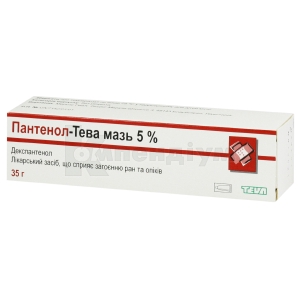 Пантенол-Тева мазь 5 %
Декспантенол
Лікарський засіб, що сприяє загоєнню ран та опіків
35 г
TEVA